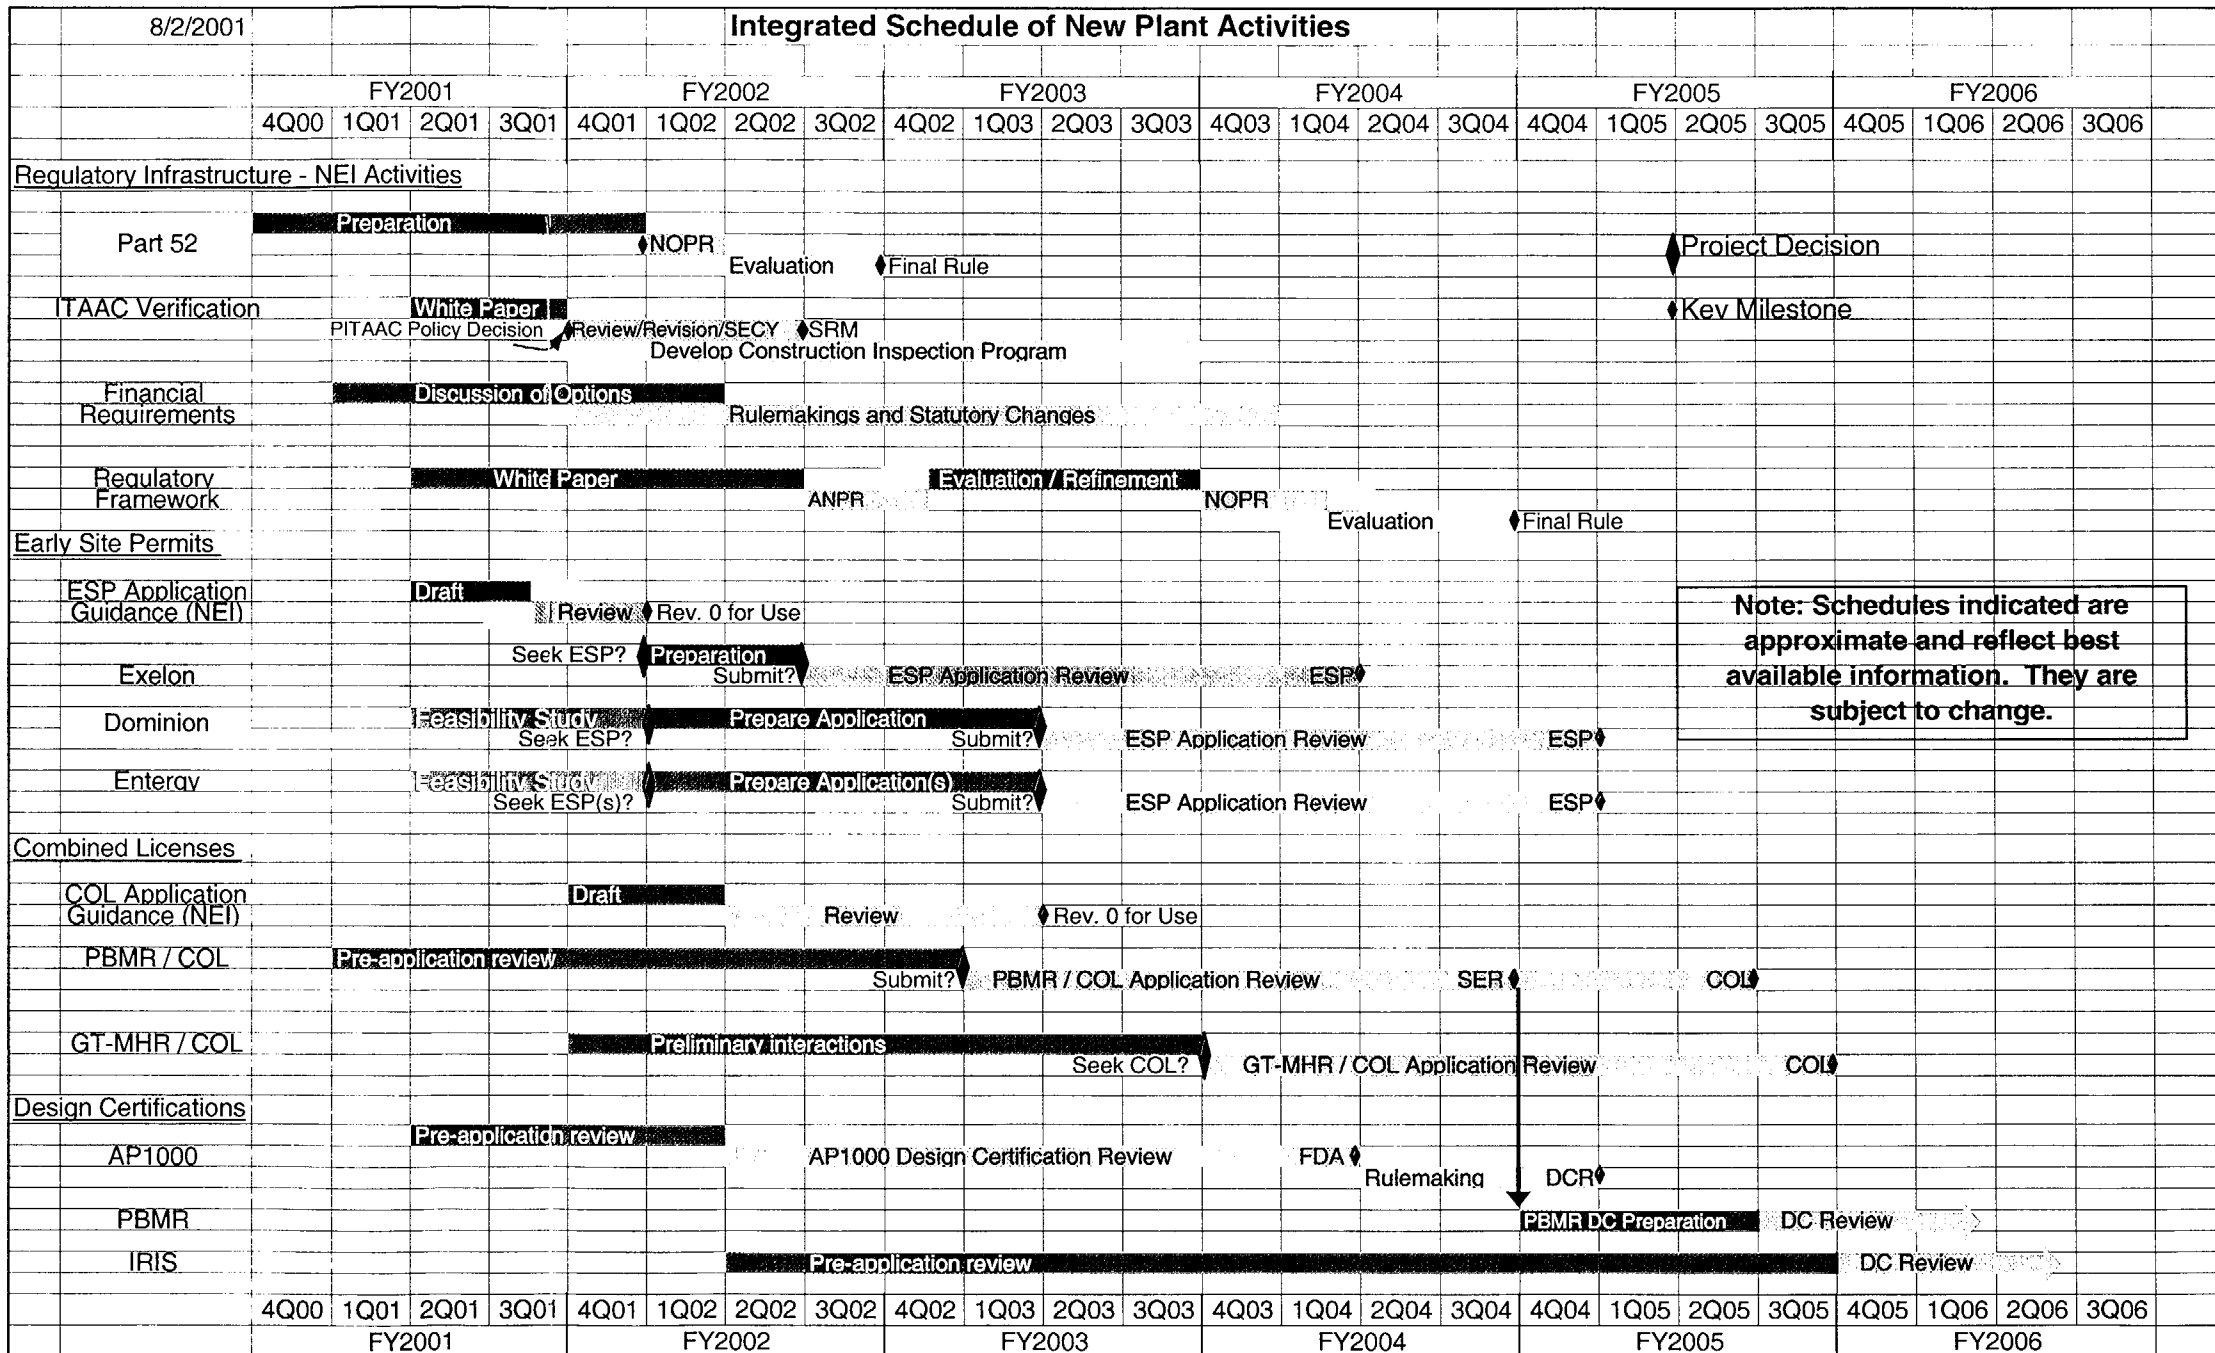 8/2/2001
Integrated Schedule of New Plant Activities
FY2001 FY2002 FY2003 FY2004 FY2005 FY2006
4Q00 1Q01 2Q01 3Q01 4Q01 1Q02 2Q02 3Q02 4Q02 1Q03 2Q03 3Q03 4Q03 1Q04 2Q04 3Q04 4Q04 1Q05 2Q05 3Q05 4Q05 1Q06 2Q06 3Q06
Regulatory Infrastructure - NEI Activities
Preparation
Part 52 NOPR Project Decision
Evaluation Final Rule
ITAAC Verification White Paper Key Milestone
PITAAC Policy Decision Review/Revision/SECY SRM
Develop Construction Inspection Program
Financial Discussion of Options
Requirements Rulemakings and Statutory Changes
Regulatory White Paper Evaluation / Refinement
Framework ANPR NOPR
Evaluation Final Rule
Early Site Permits
ESP Application Draft
Guidance (NEI) Review Rev. 0 for Use
Note: Schedules indicated are
approximate and reflect best
available information. They are
subject to change.
Seek ESP? Preparation
Exelon Submit? ESP Application Review ESP
Dominion Feasibility Study Prepare Application
Seek ESP? Submit? ESP Application Review ESP
Entergy Feasibility Study Prepare Application(s)
Seek ESP(s)? Submit? ESP Application Review ESP
Combined Licenses
COL Application Draft
Guidance (NEI) Review Rev. 0 for Use
PBMR / COL Pre-application review
Submit? PBMR / COL Application Review SER COL
GT-MHR / COL Preliminary interactions
Seek COL? GT-MHR / COL Application Review COL
Design Certifications
Pre-application review
AP1000 AP1000 Design Certification Review FDA
Rulemaking DCR
PBMR PBMR DC Preparation DC Review
IRIS Pre-application review DC Review
4Q00 1Q01 2Q01 3Q01 4Q01 1Q02 2Q02 3Q02 4Q02 1Q03 2Q03 3Q03 4Q03 1Q04 2Q04 3Q04 4Q04 1Q05 2Q05 3Q05 4Q05 1Q06 2Q06 3Q06
FY2001 FY2002 FY2003 FY2004 FY2005 FY2006